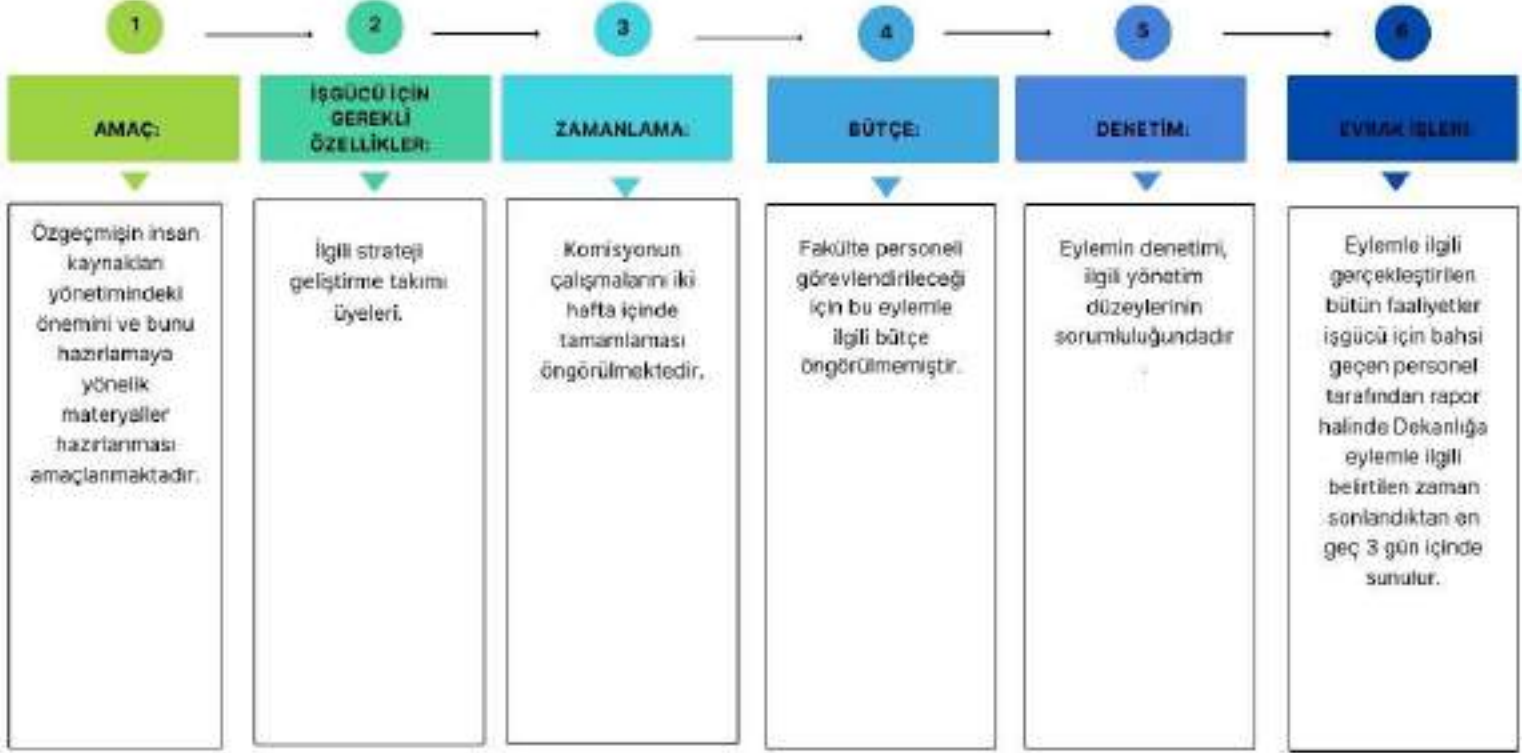 1
2
3
4
5
6
AMAÇ:
İŞGÜCÜ İÇİN
GEREKLİ
ÖZELLİKLER:
ZAMANLAMA:
BÜTÇE:
DENETİM:
EVRAK İŞLERİ:
Özgeçmişin insan
kaynakları
yönetimindeki
önemini ve bunu
hazırlamaya
yönelik
materyaller
hazırlanması
amaçlanmaktadır.
İlgili strateji
geliştirme takımı
üyeleri.
Komisyonun
çalışmalarını iki
hafta içinde
tamamlaması
öngörülmektedir.
Fakülte personeli
görevlendirileceği
için bu eylemle
ilgili bütçe
öngörülmemiştir.
Eylemin denetimi,
ilgili yönetim
düzeylerinin
sorumluluğundadır
.
Eylemle ilgili
gerçekleştirilen
bütün faaliyetler
işgücü için bahsi
geçen personel
tarafından rapor
halinde Dekanlığa
eylemle ilgili
belirtilen zaman
sonlandıktan en
geç 3 gün içinde
sunulur.